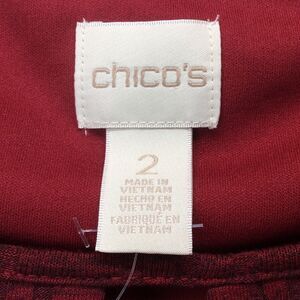 chico's
2
MADE IN
VIETNAM
HECHO EN
VIETNAM
FABRIQUÉ EN
VIETNAM